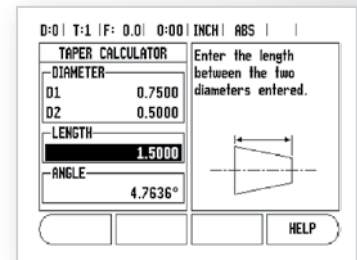 D:0 | T:1 | F: 0.0 | 0:00 | INCH | ABS | |
TAPER CALCULATOR
DIAMETER
D1 0.7500
D2 0.5000
LENGTH
1.5000
ANGLE
4.7636°
Enter the length
between the two
diameters entered.
HELP